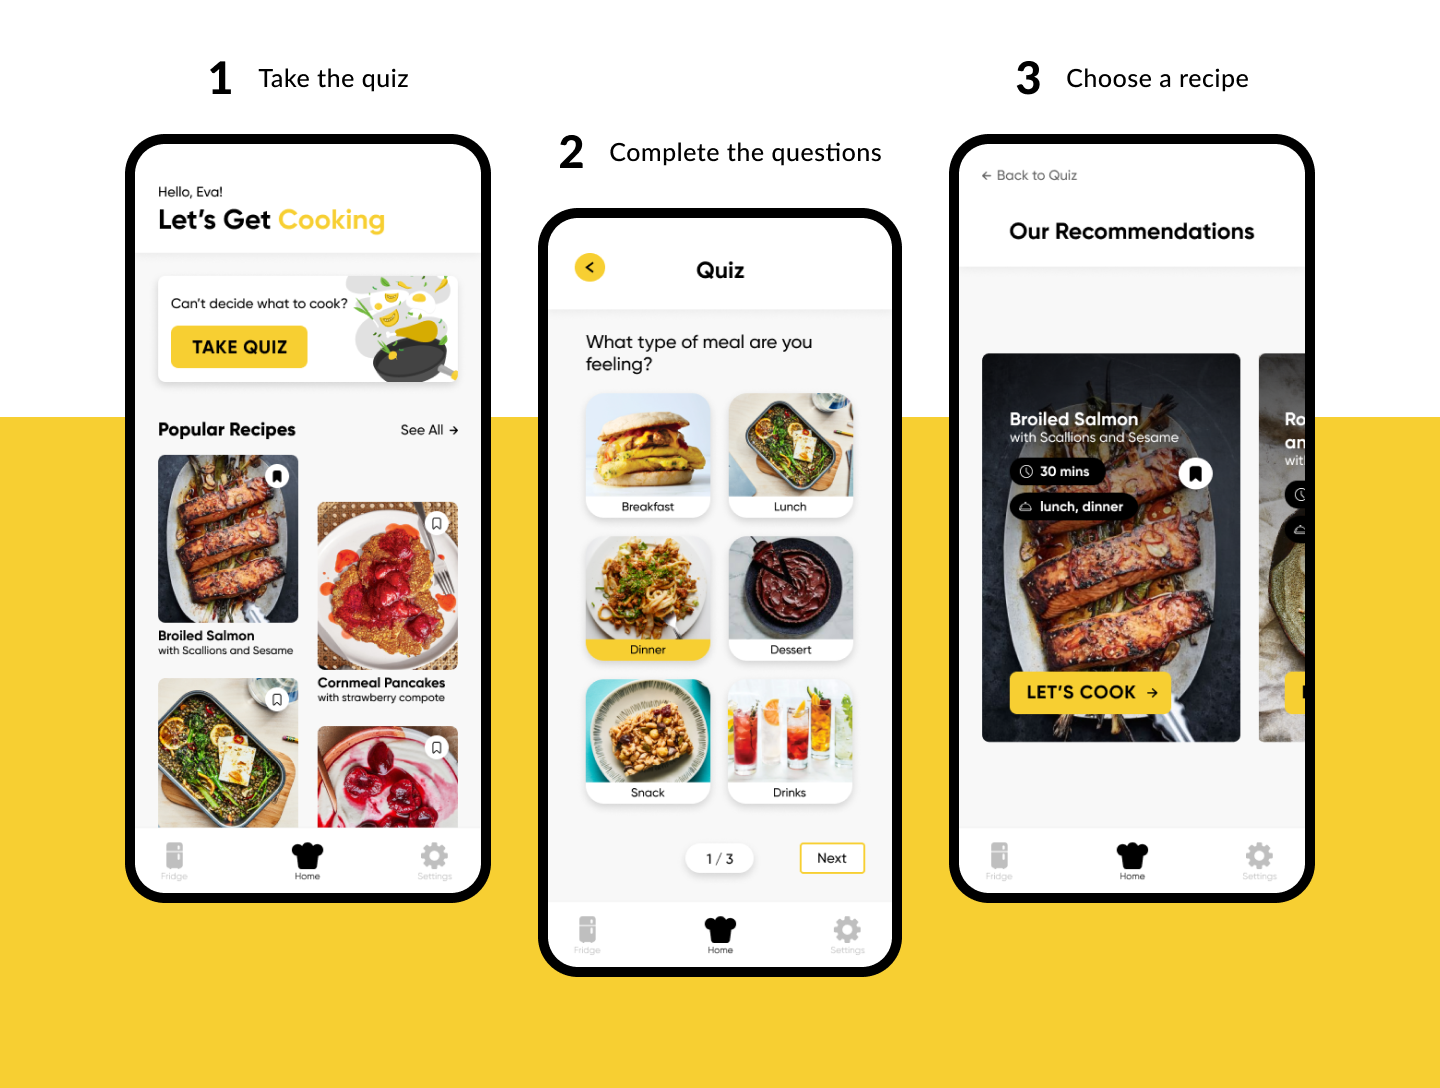 1 Take the quiz
Hello, Eva!
Let's Get Cooking
Can't decide what to cook?
TAKE QUIZ
Popular Recipes
See All →
Broiled Salmon
with Scallions and Sesame
Cornmeal Pancakes
with strawberry compote
Fridge
Home
Settings
2 Complete the questions
<
Quiz
What type of meal are you
feeling?
Breakfast
Lunch
Dinner
Dessert
Snack
Drinks
1 / 3
Next
Fridge
Home
Settings
3 Choose a recipe
← Back to Quiz
Our Recommendations
Broiled Salmon
with Scallions and Sesame
30 mins
lunch, dinner
LET'S COOK →
Fridge
Home
Settings